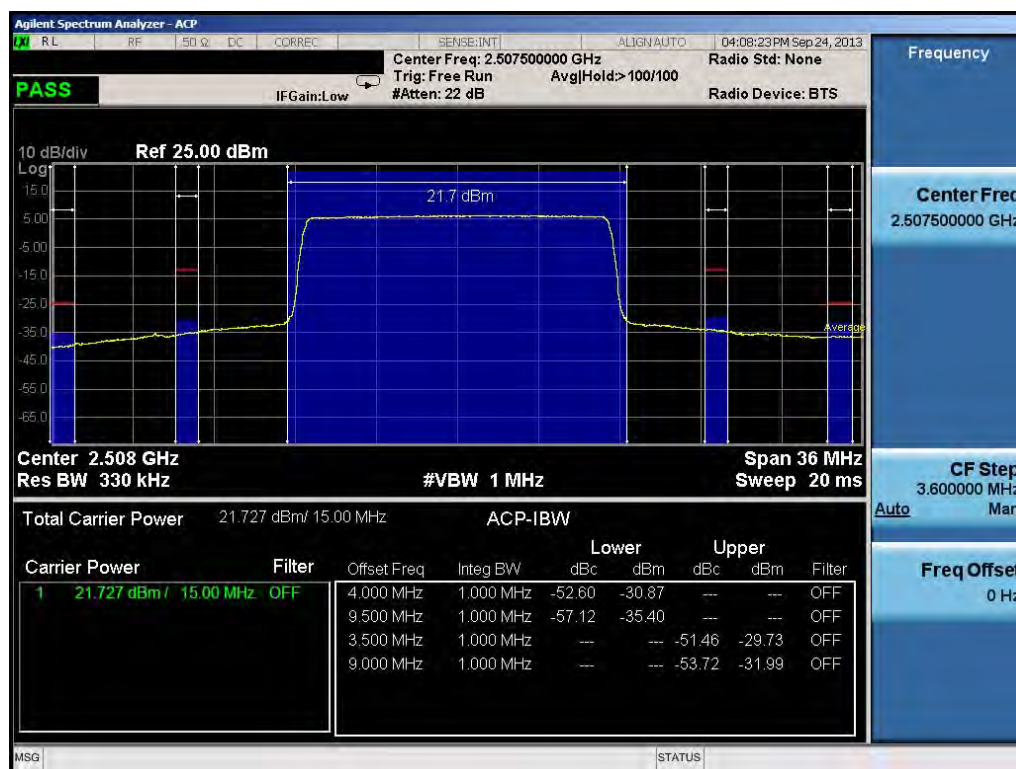 Agilent Spectrum Analyzer - ACP
LXI RL RF 50 Ω DC CORREC SENSE:INT ALIGN AUTO 04:08:23 PM Sep 24, 2013
Center Freq: 2.507500000 GHz Radio Std: None
Trig: Free Run Avg|Hold:>100/100
PASS IFGain:Low #Atten: 22 dB Radio Device: BTS
Frequency
10 dB/div Ref 25.00 dBm
Log
15.0
21.7 dBm
5.00
-5.00
-15.0
-25.0
-35.0
Average
-45.0
-55.0
-65.0
Center Freq
2.507500000 GHz
Center 2.508 GHz Span 36 MHz
Res BW 330 kHz #VBW 1 MHz Sweep 20 ms
CF Step
3.600000 MHz
Auto Man
Total Carrier Power 21.727 dBm/ 15.00 MHz ACP-IBW
Lower Upper
Carrier Power Filter Offset Freq Integ BW dBc dBm dBc dBm Filter
1 21.727 dBm / 15.00 MHz OFF 4.000 MHz 1.000 MHz -52.60 -30.87 --- --- OFF
9.500 MHz 1.000 MHz -57.12 -35.40 --- --- OFF
3.500 MHz 1.000 MHz --- --- -51.46 -29.73 OFF
9.000 MHz 1.000 MHz --- --- -53.72 -31.99 OFF
Freq Offset
0 Hz
MSG STATUS